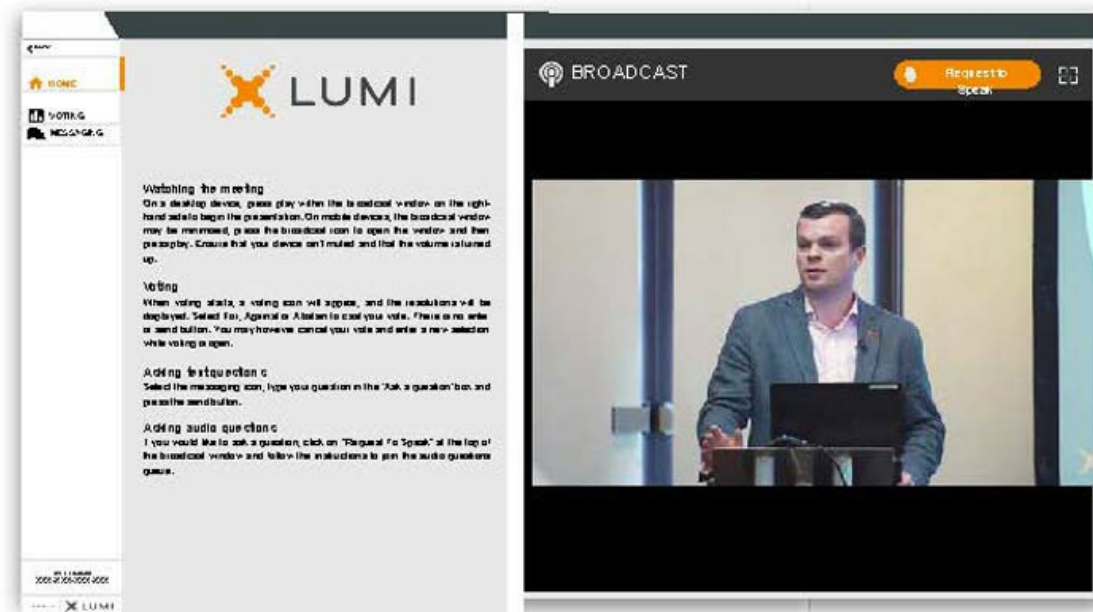 HOME
VOTING
MESSAGING
LUMI
Watching the meeting
On a desktop device, press play within the broadcast window on the right-
hand side to begin the presentation. On mobile devices, the broadcast window
may be minimised, press the broadcast icon to open the window and then
press play. Ensure that your device isn't muted and that the volume is turned
up.
Voting
When voting starts, a voting icon will appear, and the resolutions will be
displayed. Select For, Against or Abstain to cast your vote. There is no enter
or send button. You may however cancel your vote and enter a new selection
while voting is open.
Asking text questions
Select the messaging icon, type your question in the 'Ask a question' box and
press the send button.
Asking audio questions
If you would like to ask a question, click on "Request To Speak" at the top of
the broadcast window and follow the instructions to join the audio questions
queue.
LUMI
BROADCAST
Request to
Speak